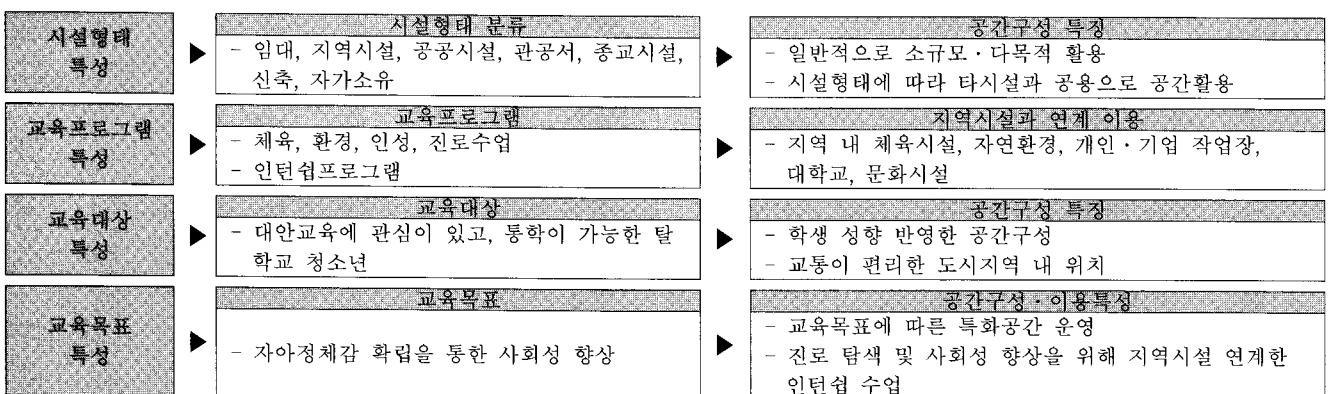 시설형태
특성
시설형태 분류
- 임대, 지역시설, 공공시설, 관공서, 종교시설,
신축, 자가소유
공간구성 특징
- 일반적으로 소규모·다목적 활용
- 시설형태에 따라 타시설과 공용으로 공간활용
교육프로그램
특성
교육프로그램
- 체육, 환경, 인성, 진로수업
- 인턴쉽프로그램
지역시설과 연계 이용
- 지역 내 체육시설, 자연환경, 개인·기업 작업장,
대학교, 문화시설
교육대상
특성
교육대상
- 대안교육에 관심이 있고, 통학이 가능한 탈
학교 청소년
공간구성 특징
- 학생 성향 반영한 공간구성
- 교통이 편리한 도시지역 내 위치
교육목표
특성
교육목표
- 자아정체감 확립을 통한 사회성 향상
공간구성·이용특성
- 교육목표에 따른 특화공간 운영
- 진로 탐색 및 사회성 향상을 위해 지역시설 연계한
인턴쉽 수업